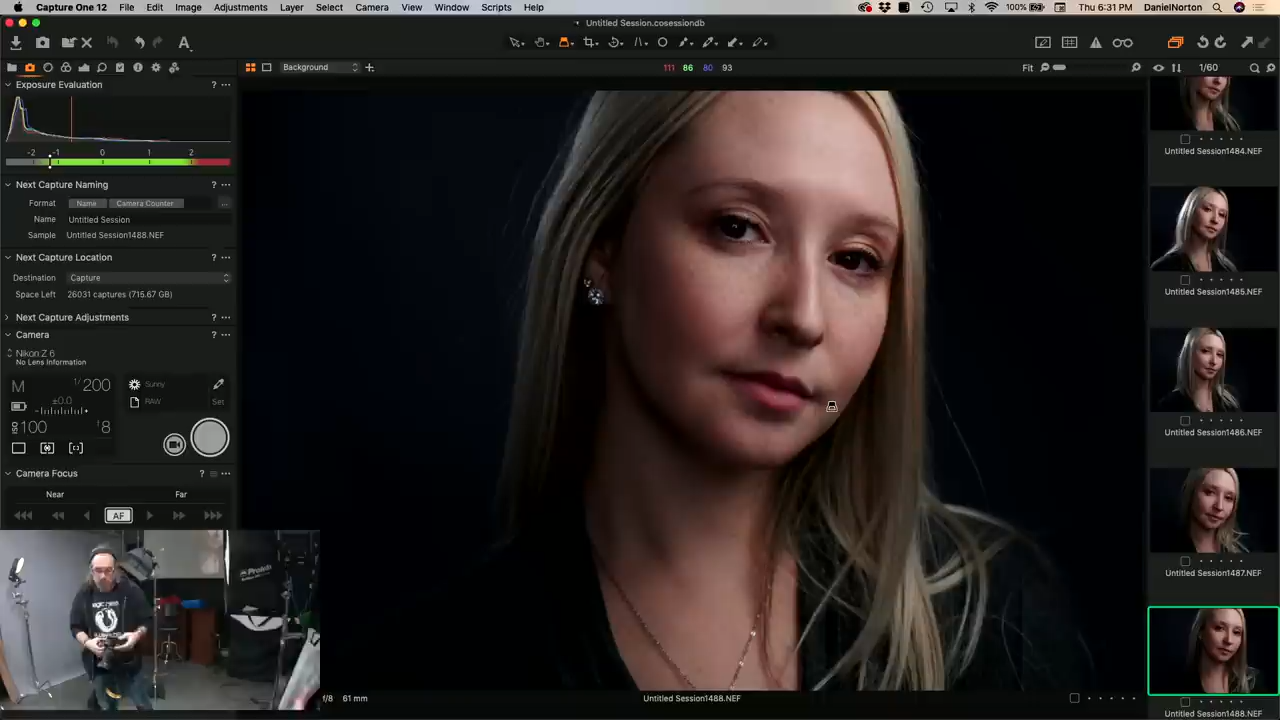 Capture One 12 File Edit Image Adjustments Layer Select Camera View Window Scripts Help 100% Thu 6:31 PM DanielNorton
Untitled Session.cosessiondb
Background 111 86 80 93 Fit 1/60
Exposure Evaluation
-2 -1 0 1 2
Next Capture Naming
Format Name Camera Counter
Name Untitled Session
Sample Untitled Session1488.NEF
Next Capture Location
Destination Capture
Space Left 26031 captures (715.67 GB)
Next Capture Adjustments
Camera
Nikon Z 6
No Lens Information
M 1/200 Sunny
±0.0 RAW Set
ISO 100 f8
Camera Focus
Near Far
AF
f/8 61 mm Untitled Session1488.NEF
Untitled Session1484.NEF
Untitled Session1485.NEF
Untitled Session1486.NEF
Untitled Session1487.NEF
Untitled Session1488.NEF